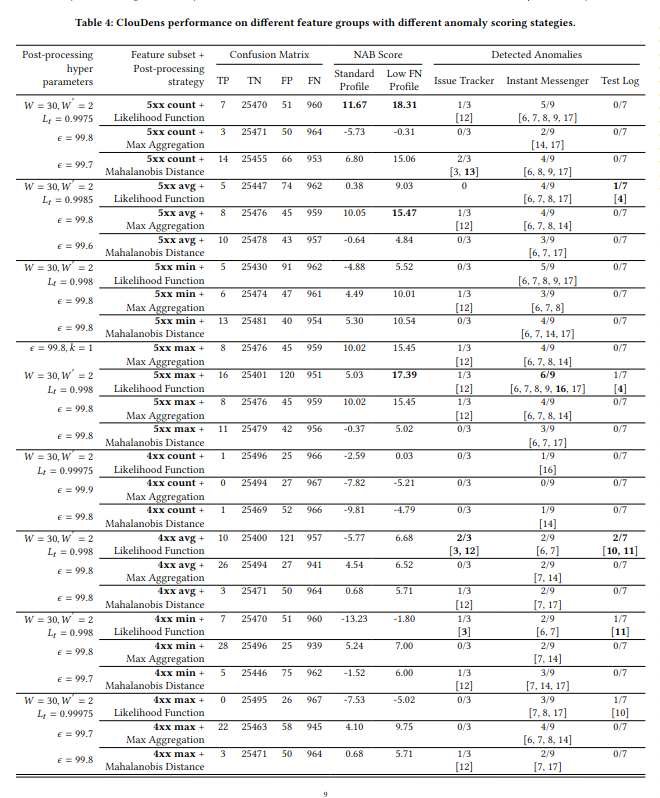 Table 4: ClouDens performance on different feature groups with different anomaly scoring stategies.
Post-processing hyper parameters | Feature subset + Post-processing strategy | Confusion Matrix | NAB Score | Detected Anomalies
TP TN FP FN | Standard Profile | Low FN Profile | Issue Tracker | Instant Messenger | Test Log
W = 30, W′ = 2 5xx count + 7 25470 51 960 11.67 18.31 1/3 5/9 0/7
Lt = 0.9975 Likelihood Function [12] [6, 7, 8, 9, 17]
ϵ = 99.8 5xx count + 3 25471 50 964 -5.73 -0.31 0/3 2/9 0/7
Max Aggregation [14, 17]
ϵ = 99.7 5xx count + 14 25455 66 953 6.80 15.06 2/3 4/9 0/7
Mahalanobis Distance [3, 13] [6, 8, 9, 17]
W = 30, W′ = 2 5xx avg + 5 25447 74 962 0.38 9.03 0 4/9 1/7
Lt = 0.9985 Likelihood Function [6, 7, 8, 17] [4]
ϵ = 99.8 5xx avg + 8 25476 45 959 10.05 15.47 1/3 4/9 0/7
Max Aggregation [12] [6, 7, 8, 14]
ϵ = 99.6 5xx avg + 10 25478 43 957 -0.64 4.84 0/3 3/9 0/7
Mahalanobis Distance [6, 7, 17]
W = 30, W′ = 2 5xx min + 5 25430 91 962 -4.88 5.52 0/3 5/9 0/7
Lt = 0.998 Likelihood Function [6, 7, 8, 9, 17]
ϵ = 99.8 5xx min + 6 25474 47 961 4.49 10.01 1/3 3/9 0/7
Max Aggregation [12] [6, 7, 8]
ϵ = 99.8 5xx min + 13 25481 40 954 5.30 10.54 0/3 4/9 0/7
Mahalanobis Distance [6, 7, 14, 17]
ϵ = 99.8, k = 1 5xx max + 8 25476 45 959 10.02 15.45 1/3 4/9 0/7
Max Aggregation [12] [6, 7, 8, 14]
W = 30, W′ = 2 5xx max + 16 25401 120 951 5.03 17.39 1/3 6/9 1/7
Lt = 0.998 Likelihood Function [12] [6, 7, 8, 9, 16, 17] [4]
ϵ = 99.8 5xx max + 8 25476 45 959 10.02 15.45 1/3 4/9 0/7
Max Aggregation [12] [6, 7, 8, 14]
ϵ = 99.8 5xx max + 11 25479 42 956 -0.37 5.02 0/3 3/9 0/7
Mahalanobis Distance [6, 7, 17]
W = 30, W′ = 2 4xx count + 1 25496 25 966 -2.59 0.03 0/3 1/9 0/7
Lt = 0.99975 Likelihood Function [16]
ϵ = 99.9 4xx count + 0 25494 27 967 -7.82 -5.21 0/3 0/9 0/7
Max Aggregation
ϵ = 99.8 4xx count + 1 25469 52 966 -9.81 -4.79 0/3 1/9 0/7
Mahalanobis Distance [14]
W = 30, W′ = 2 4xx avg + 10 25400 121 957 -5.77 6.68 2/3 2/9 2/7
Lt = 0.998 Likelihood Function [3, 12] [6, 7] [10, 11]
ϵ = 99.8 4xx avg + 26 25494 27 941 4.54 6.52 0/3 2/9 0/7
Max Aggregation [7, 14]
ϵ = 99.8 4xx avg + 3 25471 50 964 0.68 5.71 1/3 2/9 0/7
Mahalanobis Distance [12] [7, 17]
W = 30, W′ = 2 4xx min + 7 25470 51 960 -13.23 -1.80 1/3 2/9 1/7
Lt = 0.998 Likelihood Function [3] [6, 7] [11]
ϵ = 99.8 4xx min + 28 25496 25 939 5.24 7.00 0/3 2/9 0/7
Max Aggregation [7, 14]
ϵ = 99.7 4xx min + 5 25446 75 962 -1.52 6.00 1/3 3/9 0/7
Mahalanobis Distance [12] [7, 14, 17]
W = 30, W′ = 2 4xx max + 0 25495 26 967 -7.53 -5.02 0/3 3/9 1/7
Lt = 0.99975 Likelihood Function [7, 8, 17] [10]
ϵ = 99.7 4xx max + 22 25463 58 945 4.10 9.75 0/3 4/9 0/7
Max Aggregation [6, 7, 8, 14]
ϵ = 99.8 4xx max + 3 25471 50 964 0.68 5.71 1/3 2/9 0/7
Mahalanobis Distance [12] [7, 17]
9